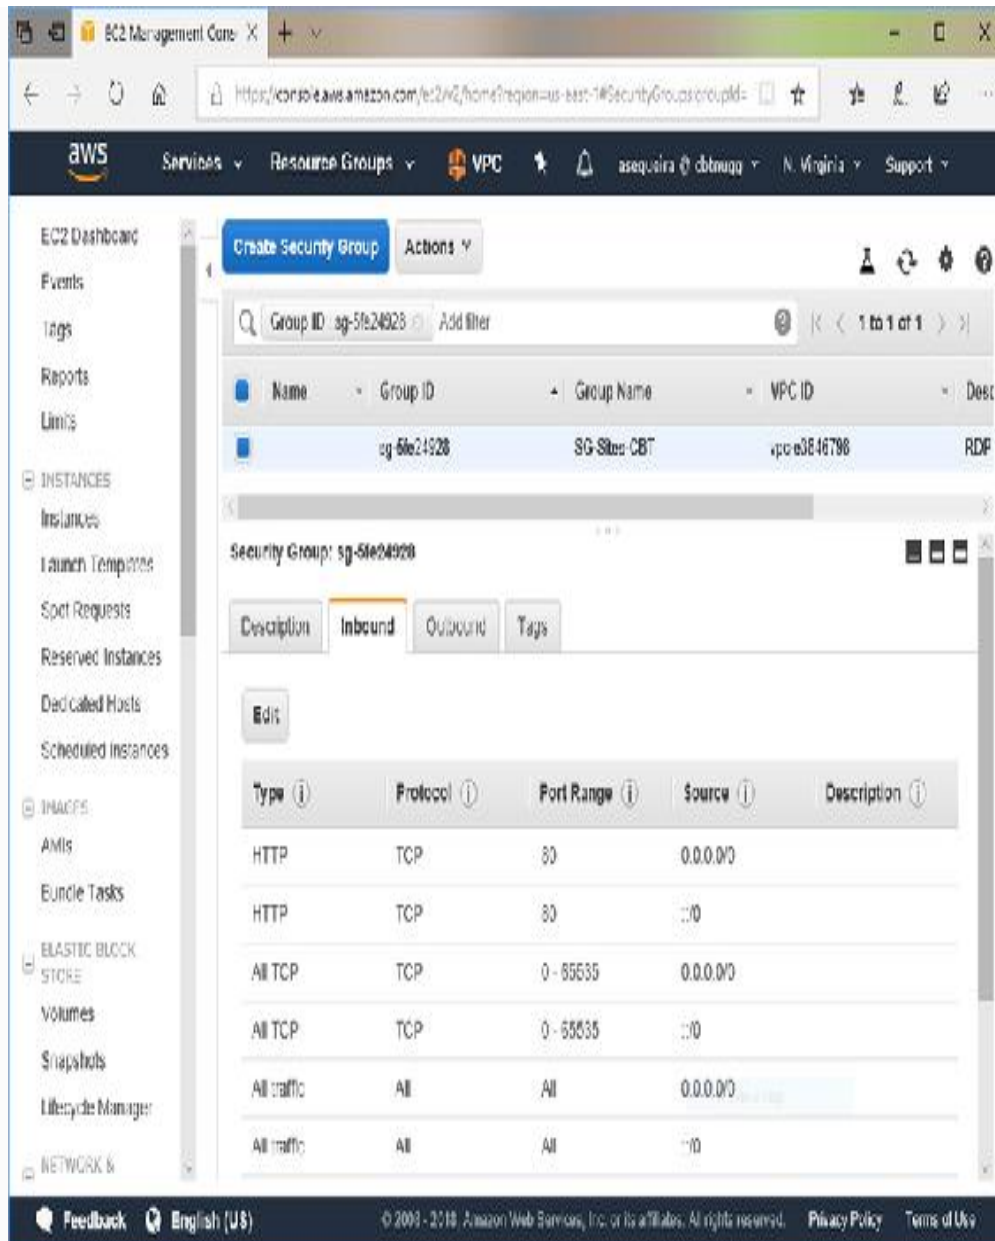 EC2 Management Cons
https://console.aws.amazon.com/ec2/v2/home?region=us-east-1#SecurityGroups:groupId=
aws Services Resource Groups VPC asequeira @ cbtnugg N. Virginia Support
EC2 Dashboard
Events
Tags
Reports
Limits
INSTANCES
Instances
Launch Templates
Spot Requests
Reserved Instances
Dedicated Hosts
Scheduled Instances
IMAGES
AMIs
Bundle Tasks
ELASTIC BLOCK
STORE
Volumes
Snapshots
Lifecycle Manager
NETWORK &
Create Security Group Actions
Group ID : sg-5fe24928 Add filter 1 to 1 of 1
Name Group ID Group Name VPC ID Desc
sg-5fe24928 SG-Sites-CBT vpc-e3846798 RDP
Security Group: sg-5fe24928
Description Inbound Outbound Tags
Edit
Type Protocol Port Range Source Description
HTTP TCP 80 0.0.0.0/0
HTTP TCP 80 ::/0
All TCP TCP 0 - 65535 0.0.0.0/0
All TCP TCP 0 - 65535 ::/0
All traffic All All 0.0.0.0/0
All traffic All All ::/0
Feedback English (US) © 2008 - 2018, Amazon Web Services, Inc. or its affiliates. All rights reserved. Privacy Policy Terms of Use